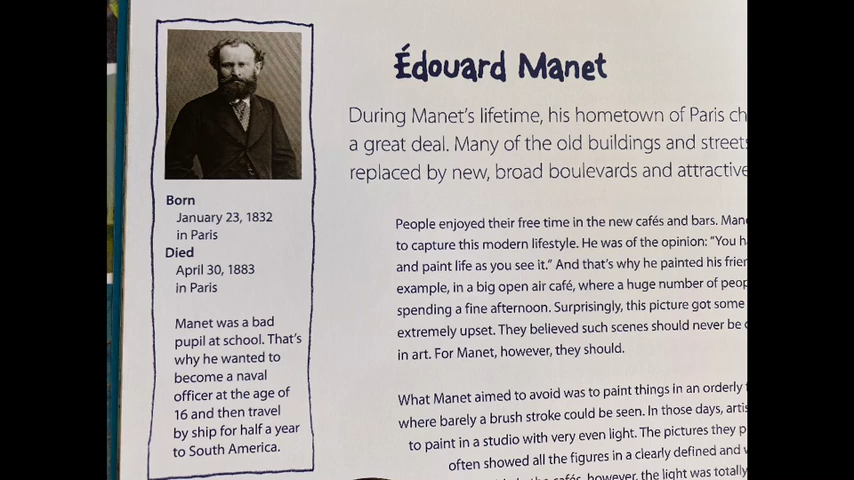 Édouard Manet
During Manet's lifetime, his hometown of Paris
a great deal. Many of the old buildings and streets
replaced by new, broad boulevards and attractive
Born
January 23, 1832
in Paris
Died
April 30, 1883
in Paris
Manet was a bad
pupil at school. That's
why he wanted to
become a naval
officer at the age of
16 and then travel
by ship for half a year
to South America.
People enjoyed their free time in the new cafés and bars.
to capture this modern lifestyle. He was of the opinion: "You
and paint life as you see it." And that's why he painted his
example, in a big open air café, where a huge number of
spending a fine afternoon. Surprisingly, this picture got some
extremely upset. They believed such scenes should never be
in art. For Manet, however, they should.
What Manet aimed to avoid was to paint things in an orderly
where barely a brush stroke could be seen. In those days,
to paint in a studio with very even light. The pictures they
often showed all the figures in a clearly defined and
cafés, however, the light was totally